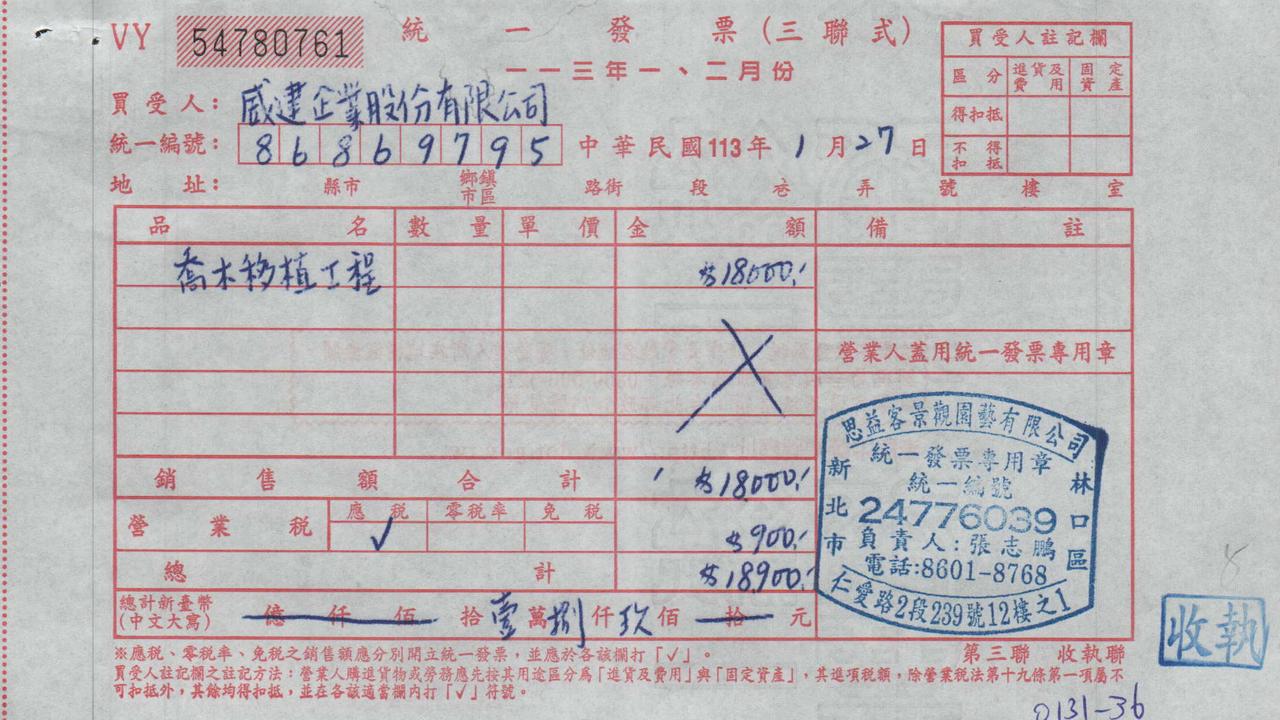 VY 54780761 統一發票(三聯式)
一一三年一、二月份
買受人註記欄
區分 進貨及費用 固定資產
得扣抵
不得扣抵
買受人: 威建企業股份有限公司
統一編號: 86869795 中華民國113年1月27日
地址: 縣市 鄉鎮市區 路街 段 巷 弄 號 樓 室
品名 數量 單價 金額 備註
喬木移植工程 $18000.-
營業人蓋用統一發票專用章
銷售額合計 $18000.-
營業稅 應稅 零稅率 免稅
✓ $900.-
總計 $18900.-
總計新臺幣(中文大寫) 億 仟 佰 拾壹萬捌仟玖佰 拾 元
思益客景觀園藝有限公司
統一發票專用章
統一編號
24776039
負責人:張志鵬
電話:8601-8768
新北市
林口區
仁愛路2段239號12樓之1
※應稅、零稅率、免稅之銷售額應分別開立統一發票,並應於各該欄打「✓」。
第三聯 收執聯
買受人註記欄之註記方法:營業人購進貨物或勞務應先按其用途區分為「進貨及費用」與「固定資產」,其進項稅額,除營業稅法第十九條第一項屬不
可扣抵外,其餘均得扣抵,並在各該適當欄內打「✓」符號。
收執
0131-36